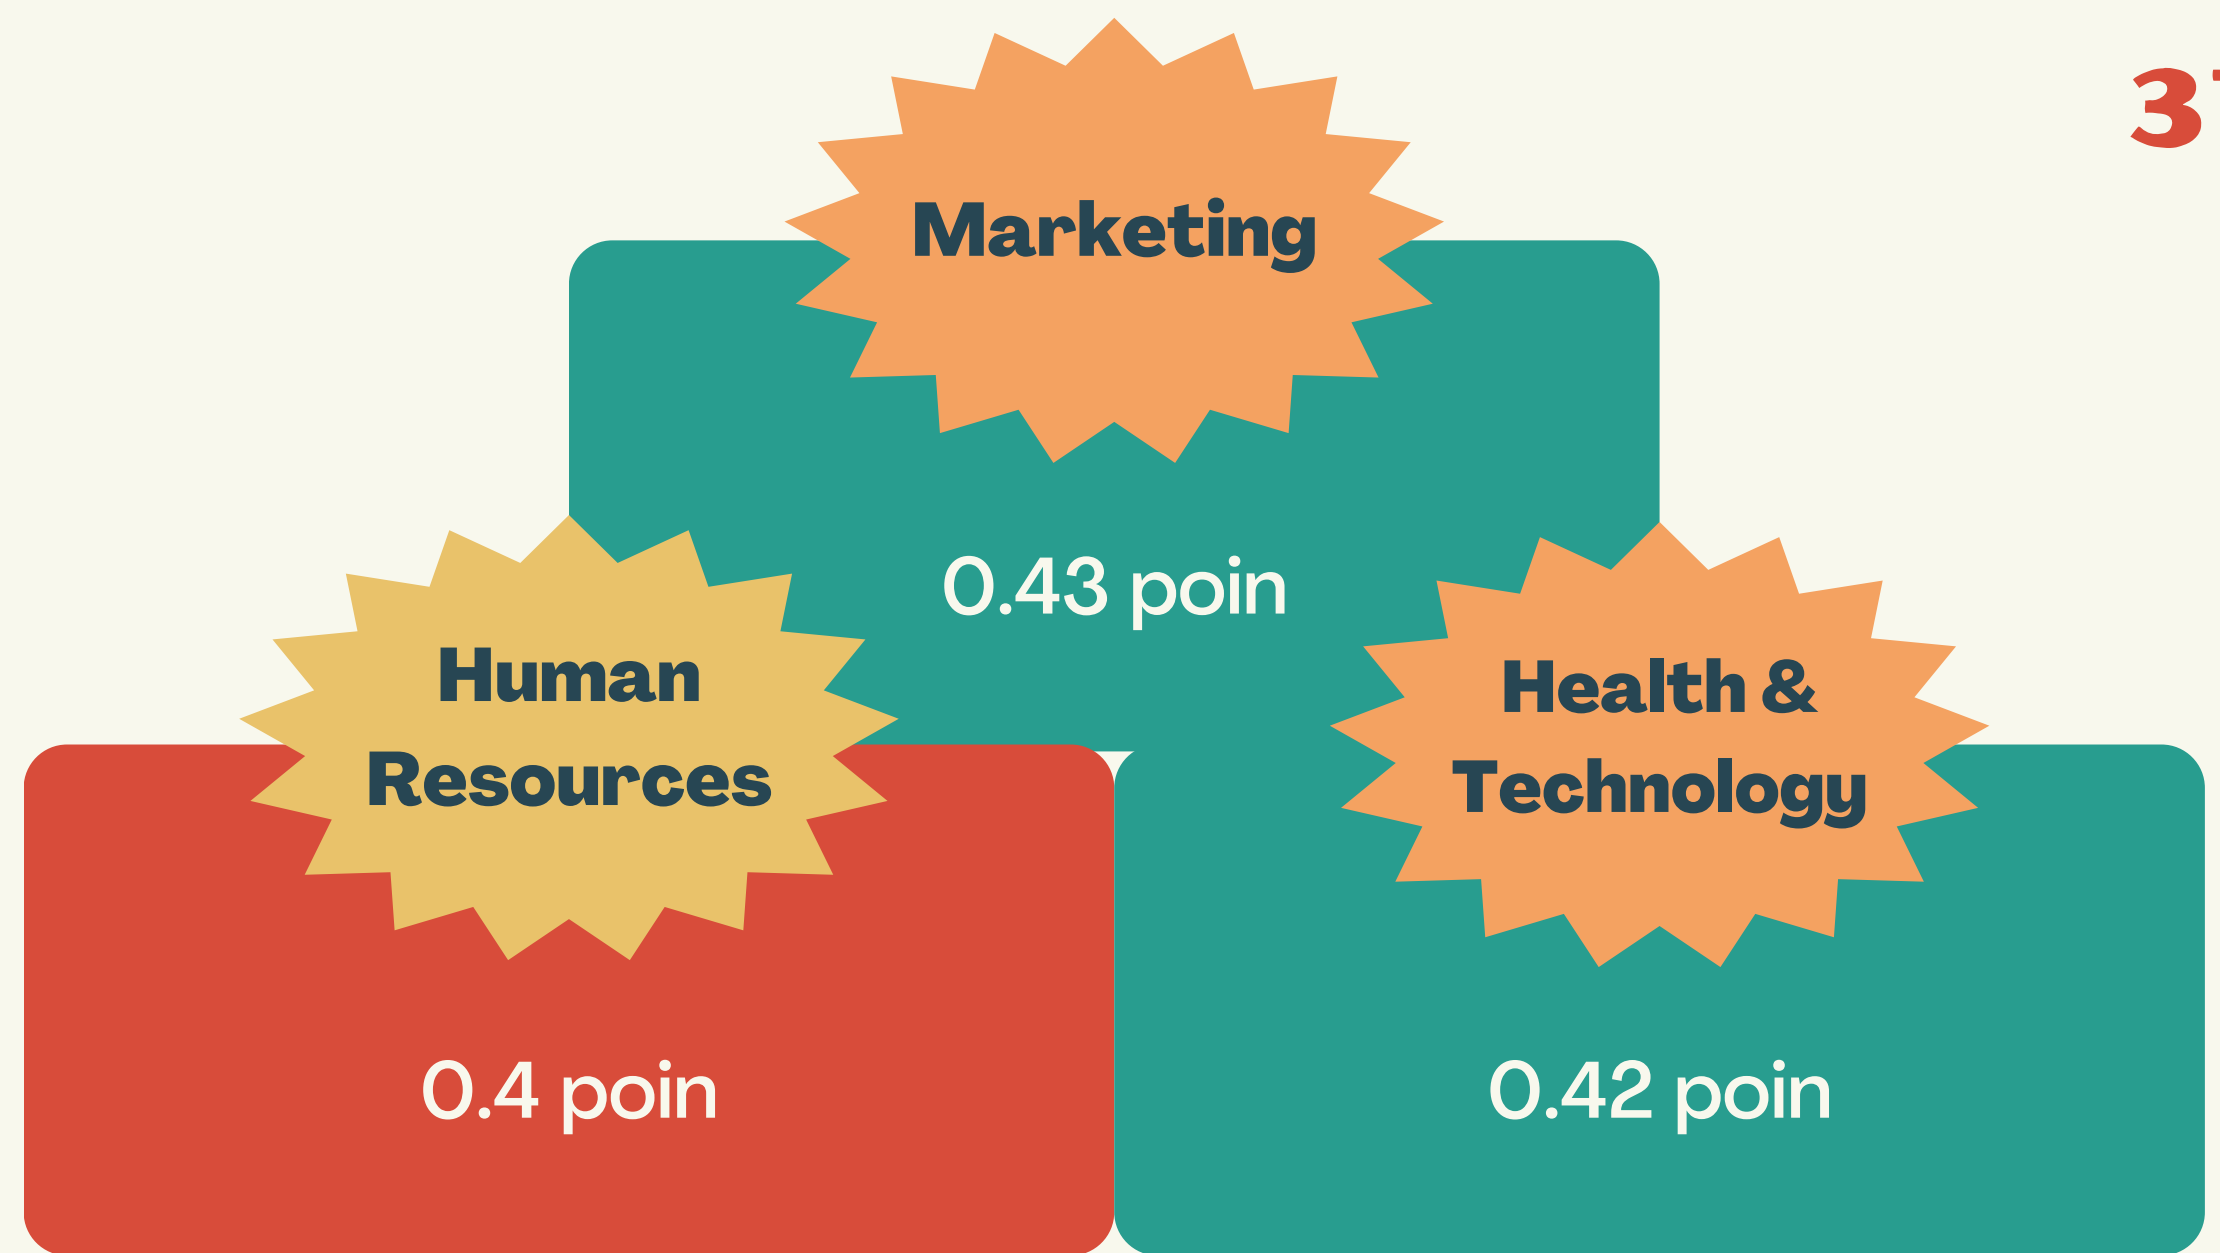 Marketing
0.43 poin
Human
Resources
0.4 poin
Health &
Technology
0.42 poin